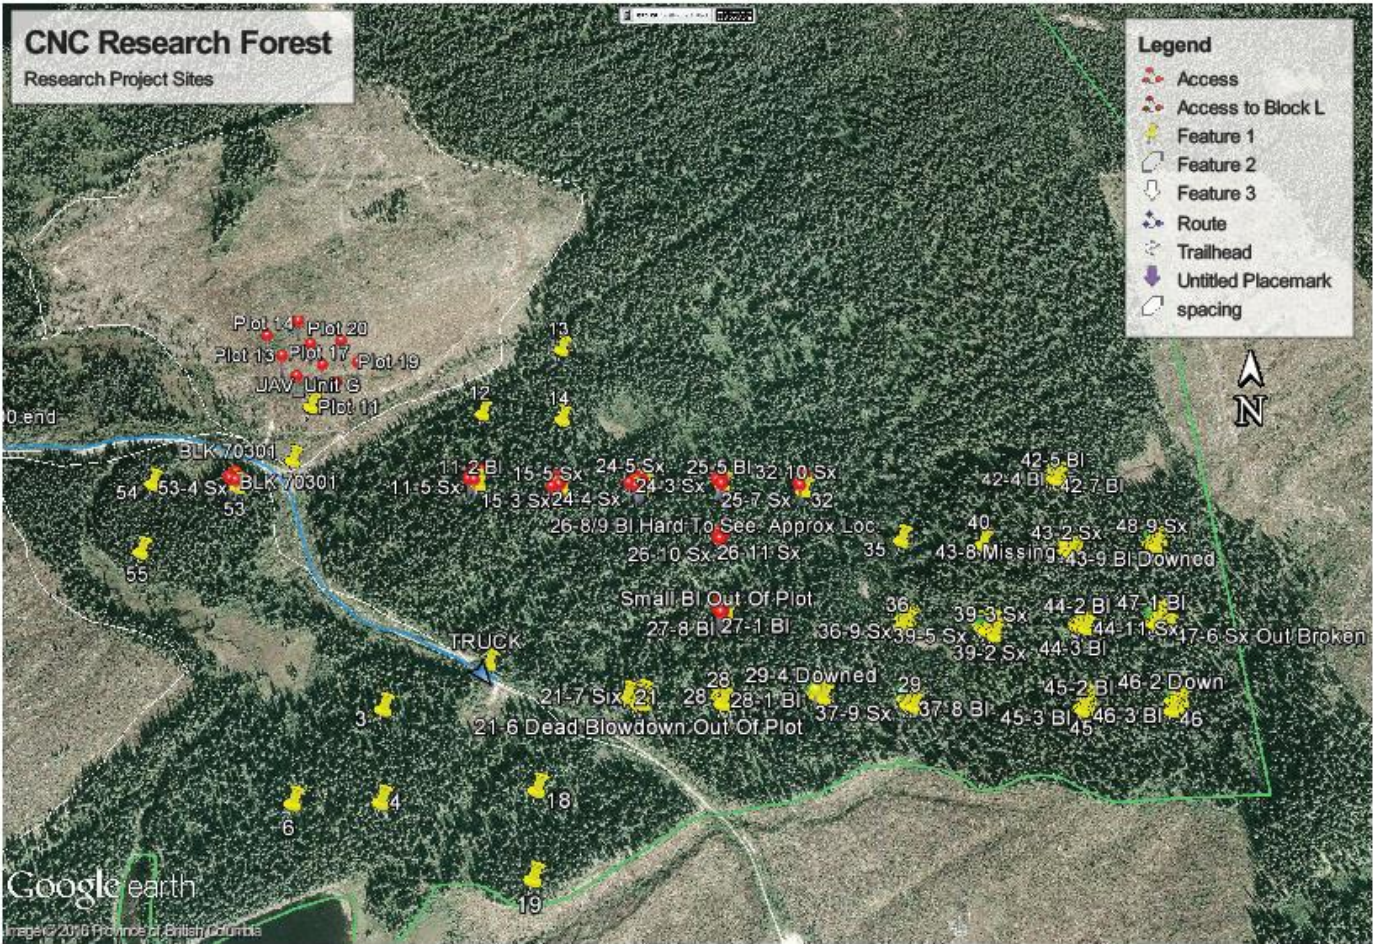 CNC Research Forest
Research Project Sites
Legend
Access
Access to Block L
Feature 1
Feature 2
Feature 3
Route
Trailhead
Untitled Placemark
spacing
N
Plot 14
Plot 20
Plot 13
Plot 17
Plot 19
JAV_Unit G
Plot 11
13
12
14
0 end
BLK 70301
BLK 70301
54
53-4 Sx
53
55
11-2 Bl
11-5 Sx
15-5 Sx
15-3 Sx
24-5 Sx
24-3 Sx
24-4 Sx
25-5 Bl
25-7 Sx
32-10 Sx
32
42-5 Bl
42-4 Bl
42-7 Bl
26-8/9 Bl Hard To See. Approx Loc
26-10 Sx
26-11 Sx
35
40
43-8 Missing
43-2 Sx
43-9 Bl Downed
48-9 Sx
Small Bl Out Of Plot
27-8 Bl
27-1 Bl
36
36-9 Sx
39-3 Sx
39-5 Sx
39-2 Sx
44-2 Bl
44-11 Sx
44-3 Bl
47-1 Bl
47-6 Sx Out Broken
TRUCK
21-7 Six
21
28
28-1 Bl
29-4 Downed
29
37-9 Sx
37-8 Bl
45-2 Bl
46-2 Down
45-3 Bl
46-3 Bl
46
45
21-6 Dead Blowdown Out Of Plot
3-1
6
4
18
19
Google earth
Image © 2016 Province of British Columbia